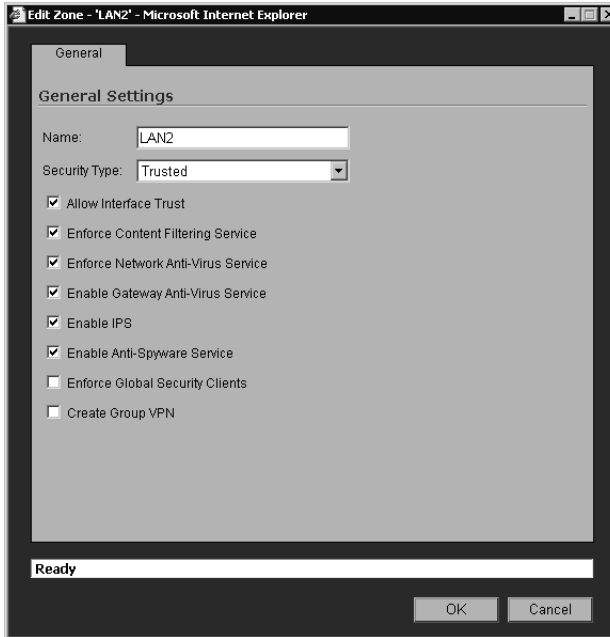 Edit Zone - 'LAN2' - Microsoft Internet Explorer
General
General Settings
Name: LAN2
Security Type: Trusted
Allow Interface Trust
Enforce Content Filtering Service
Enforce Network Anti-Virus Service
Enable Gateway Anti-Virus Service
Enable IPS
Enable Anti-Spyware Service
Enforce Global Security Clients
Create Group VPN
Ready
OK Cancel